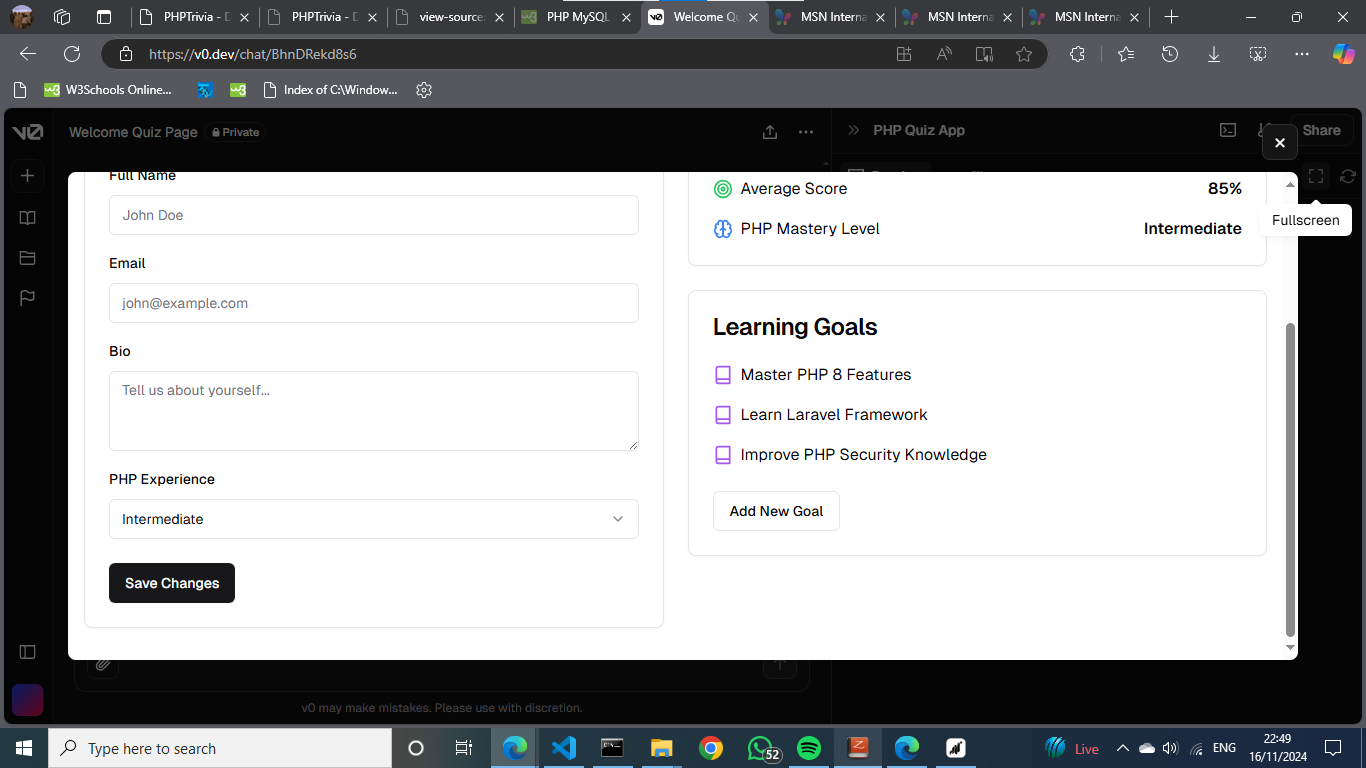 PHPTrivia - D
PHPTrivia - D
view-source:
PHP MySQL
Welcome Qu
MSN Interna
MSN Interna
MSN Interna
https://v0.dev/chat/BhnDRekd8s6
W3Schools Online...
Index of C:\Window...
Welcome Quiz Page
Private
PHP Quiz App
Share
Fullscreen
Full Name
John Doe
Email
john@example.com
Bio
Tell us about yourself...
PHP Experience
Intermediate
Save Changes
Average Score 85%
PHP Mastery Level Intermediate
Learning Goals
Master PHP 8 Features
Learn Laravel Framework
Improve PHP Security Knowledge
Add New Goal
v0 may make mistakes. Please use with discretion.
Type here to search
52
Live
ENG
22:49
16/11/2024